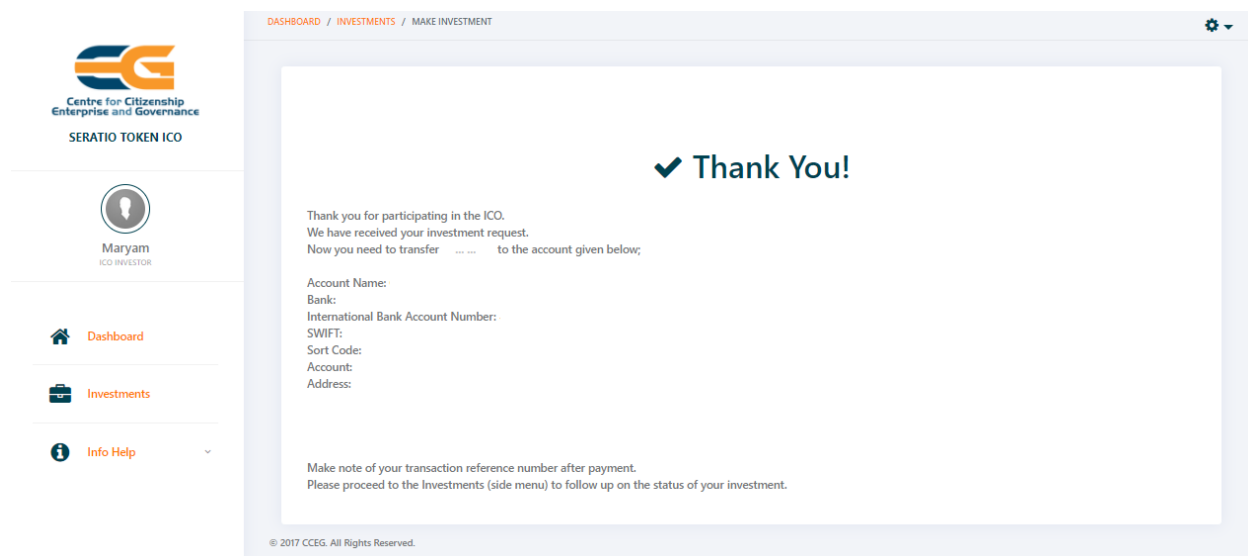 DASHBOARD / INVESTMENTS / MAKE INVESTMENT
Centre for Citizenship
Enterprise and Governance
SERATIO TOKEN ICO
Maryam
ICO INVESTOR
Dashboard
Investments
Info Help
✔ Thank You!
Thank you for participating in the ICO.
We have received your investment request.
Now you need to transfer ... ... to the account given below;
Account Name:
Bank:
International Bank Account Number:
SWIFT:
Sort Code:
Account:
Address:
Make note of your transaction reference number after payment.
Please proceed to the Investments (side menu) to follow up on the status of your investment.
© 2017 CCEG. All Rights Reserved.